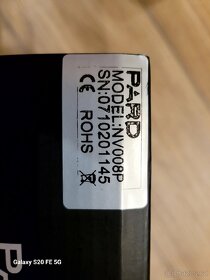 PARD
MODEL:NV008P
SN:0710201145
CE ROHS
Galaxy S20 FE 5G